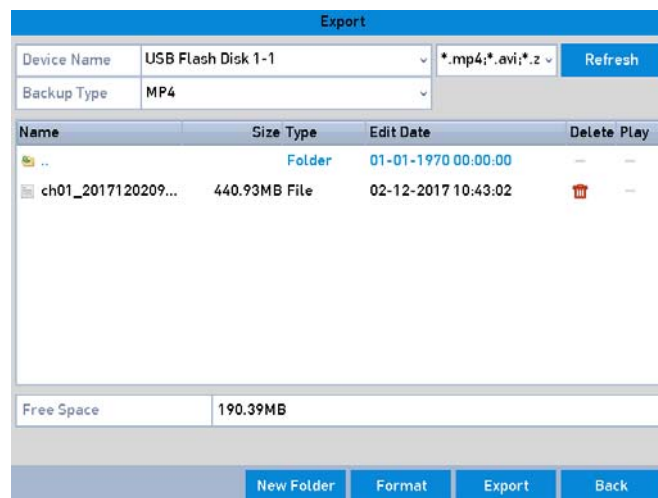 Export
Device Name USB Flash Disk 1-1 *.mp4;*.avi;*.z Refresh
Backup Type MP4
Name Size Type Edit Date Delete Play
.. Folder 01-01-1970 00:00:00 — —
ch01_2017120209... 440.93MB File 02-12-2017 10:43:02 —
Free Space 190.39MB
New Folder Format Export Back